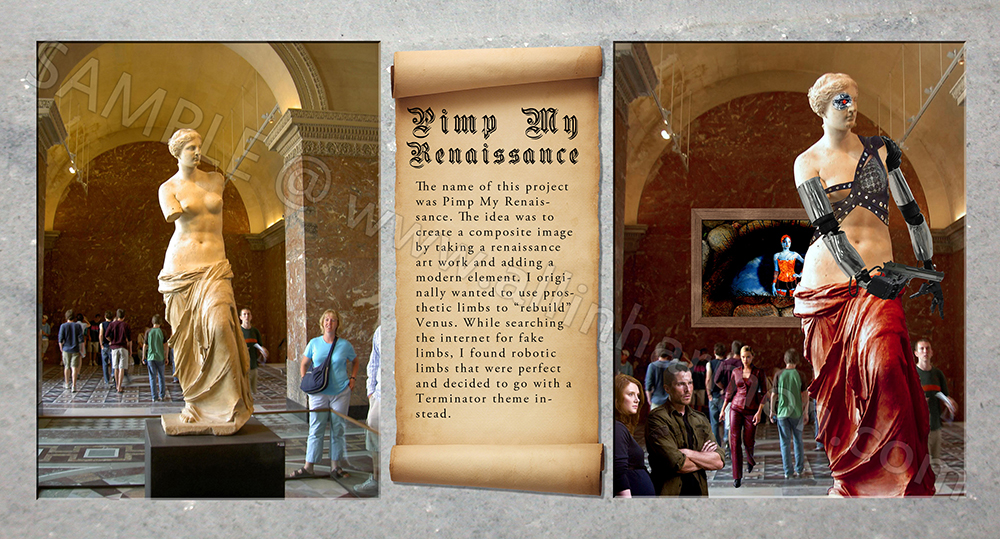 Pimp My
Renaissance
The name of this project
was Pimp My Renais-
sance. The idea was to
create a composite image
by taking a renaissance
art work and adding a
modern element. I origi-
nally wanted to use pros-
thetic limbs to “rebuild”
Venus. While searching
the internet for fake
limbs, I found robotic
limbs that were perfect
and decided to go with a
Terminator theme in-
stead.
SAMPLE @